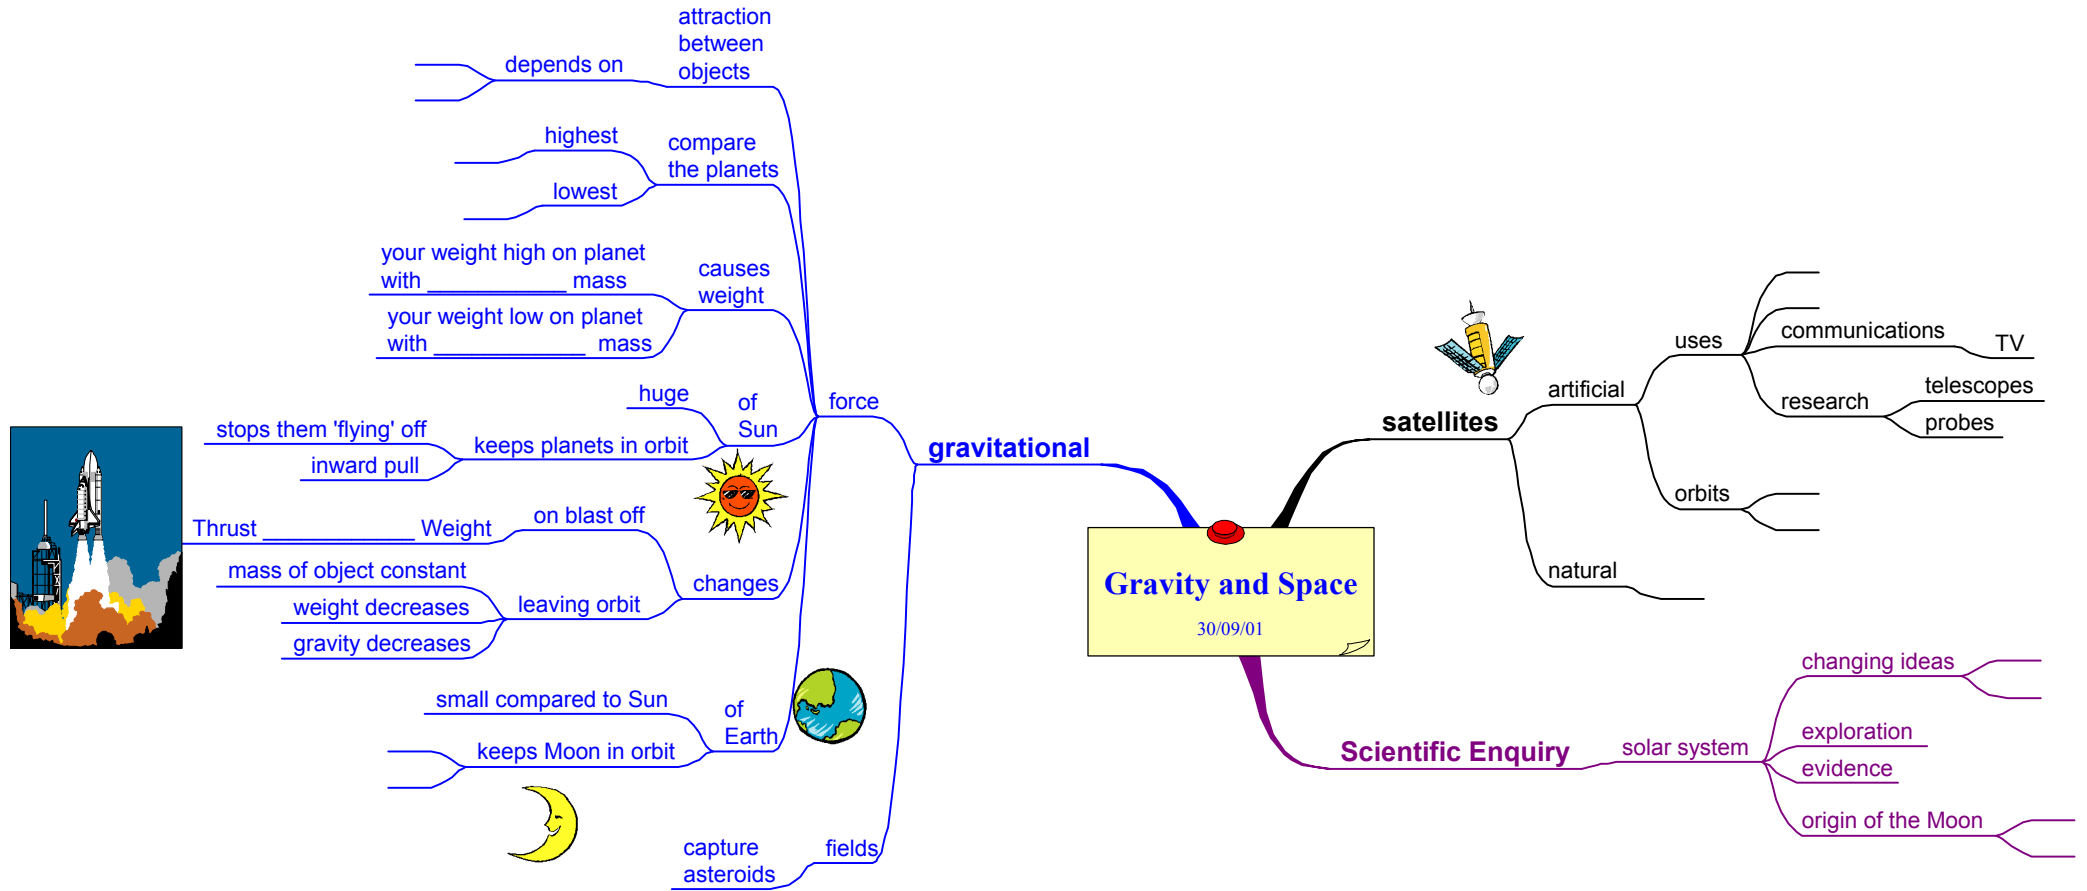 attraction
between
objects
depends on
highest
compare
the planets
lowest
your weight high on planet
with ___________ mass
causes
weight
your weight low on planet
with ____________ mass
huge
of
Sun
force
stops them 'flying' off
keeps planets in orbit
inward pull
gravitational
Thrust ____________ Weight
on blast off
mass of object constant
changes
weight decreases
leaving orbit
gravity decreases
small compared to Sun
of
Earth
keeps Moon in orbit
capture
asteroids
fields
Gravity and Space
30/09/01
satellites
artificial
uses
communications
TV
research
telescopes
probes
orbits
natural
Scientific Enquiry
solar system
changing ideas
exploration
evidence
origin of the Moon